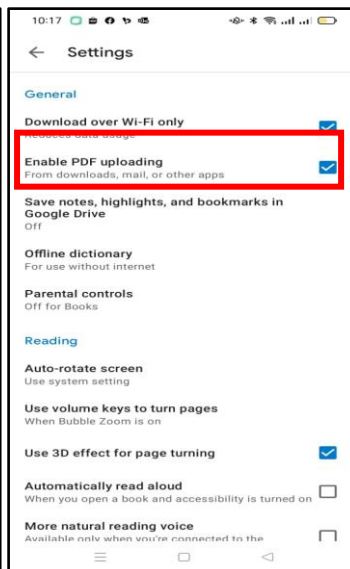 10:17
Settings
General
Download over Wi-Fi only
Reduces data usage
Enable PDF uploading
From downloads, mail, or other apps
Save notes, highlights, and bookmarks in
Google Drive
Off
Offline dictionary
For use without internet
Parental controls
Off for Books
Reading
Auto-rotate screen
Use system setting
Use volume keys to turn pages
When Bubble Zoom is on
Use 3D effect for page turning
Automatically read aloud
When you open a book and accessibility is turned on
More natural reading voice
Available only when you're connected to the